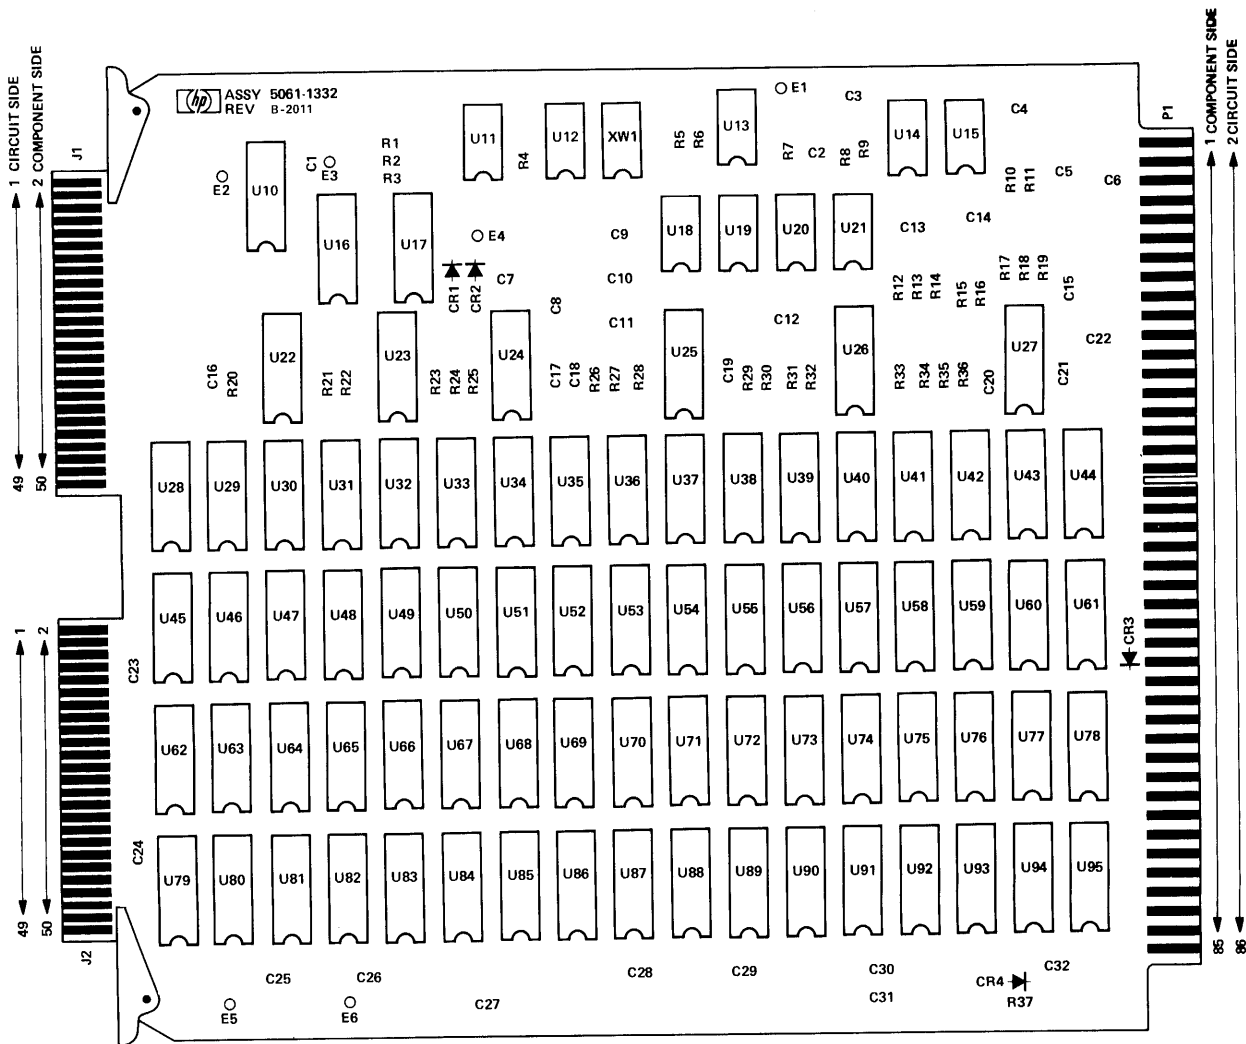 1 CIRCUIT SIDE 49
2 COMPONENT SIDE 50
J1
1 COMPONENT SIDE 85
2 CIRCUIT SIDE 86
P1
hp ASSY 5061-1332
REV B-2011
E1
C3
C4
U11
U12
XW1
U13
U14
U15
R1
R2
R3
R4
R5
R6
R7
C2
R8
R9
R10
R11
C5
C6
E2
C1
E3
U10
U16
U17
E4
C9
U18
U19
U20
U21
C13
C14
CR1
CR2
C7
C10
C8
C11
C12
R12
R13
R14
R15
R16
R17
R18
R19
C15
C22
C16
R20
U22
R21
R22
U23
R23
R24
R25
U24
C17
C18
R26
R27
R28
U25
C19
R29
R30
R31
R32
U26
R33
R34
R35
R36
C20
U27
C21
U28 U29 U30 U31 U32 U33 U34 U35 U36 U37 U38 U39 U40 U41 U42 U43 U44
U45 U46 U47 U48 U49 U50 U51 U52 U53 U54 U55 U56 U57 U58 U59 U60 U61
CR3
1 49
2 50
J2
C23
U62 U63 U64 U65 U66 U67 U68 U69 U70 U71 U72 U73 U74 U75 U76 U77 U78
C24
U79 U80 U81 U82 U83 U84 U85 U86 U87 U88 U89 U90 U91 U92 U93 U94 U95
C25
C26
C28
C29
C30
C32
E5
E6
C27
C31
CR4
R37